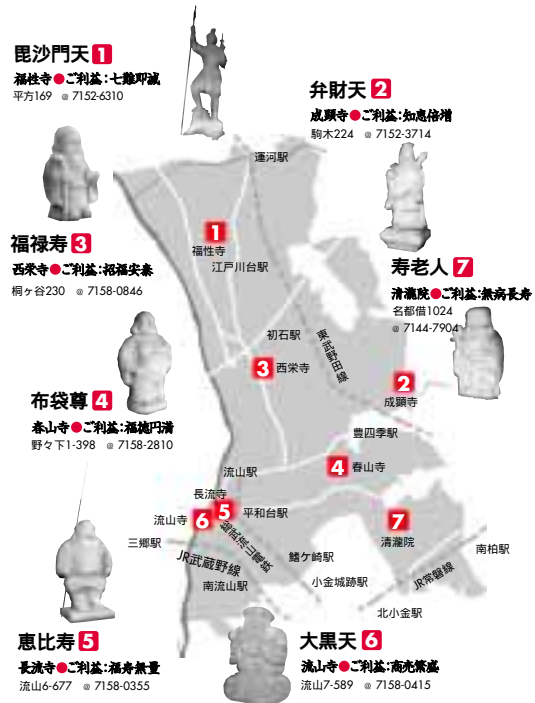 毘沙門天 1
福性寺●ご利益:七難即滅
平方169 @ 7152-6310
弁財天 2
成顕寺●ご利益:知恵倍増
駒木224 @ 7152-3714
福禄寿 3
西栄寺●ご利益:招福安泰
桐ヶ谷230 @ 7158-0846
寿老人 7
清瀧院●ご利益:無病長寿
名都借1024
@ 7144-7904
布袋尊 4
春山寺●ご利益:福徳円満
野々下1-398 @ 7158-2810
運河駅
1
福性寺
江戸川台駅
初石駅
東武野田線
3 西栄寺
2
成顕寺
豊四季駅
流山駅
4 春山寺
長流寺
5 平和台駅
流山寺 6
総武流山電鉄
7
清瀧院
三郷駅
JR武蔵野線
鰭ケ崎駅
南柏駅
小金城跡駅
JR常磐線
南流山駅
北小金駅
恵比寿 5
長流寺●ご利益:福寿無量
流山6-677 @ 7158-0355
大黒天 6
流山寺●ご利益:商売繁盛
流山7-589 @ 7158-0415